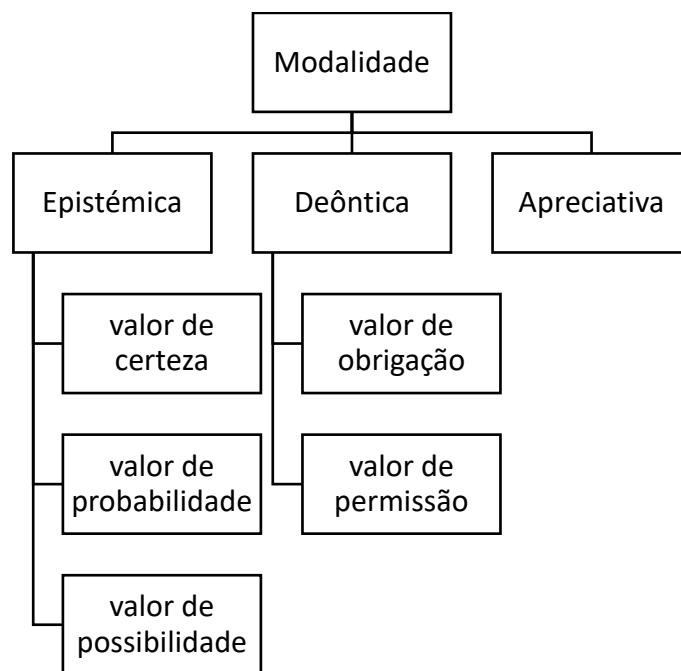 Modalidade
Epistémica
Deôntica
Apreciativa
valor de
certeza
valor de
obrigação
valor de
probabilidade
valor de
permissão
valor de
possibilidade